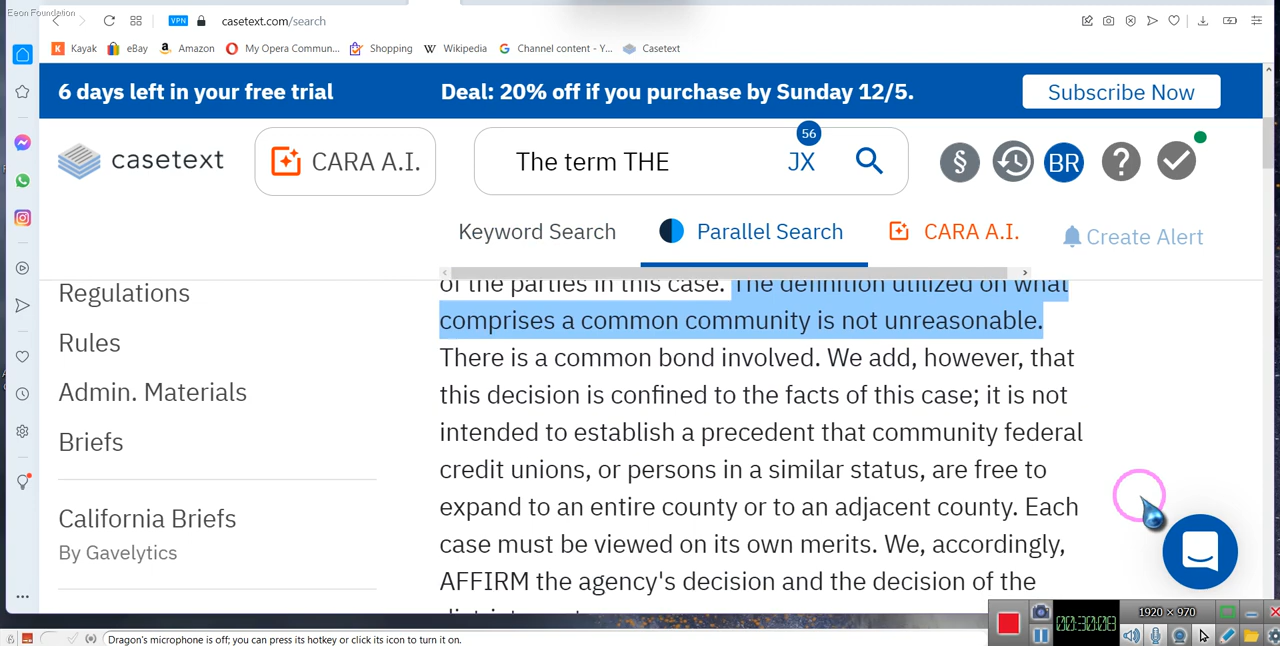 Eeon Foundation
VPN casetext.com/search
Kayak eBay Amazon My Opera Commun... Shopping Wikipedia Channel content - Y... Casetext
6 days left in your free trial Deal: 20% off if you purchase by Sunday 12/5. Subscribe Now
casetext CARA A.I. The term THE 56 JX § BR ?
Keyword Search Parallel Search CARA A.I. Create Alert
of the parties in this case. The definition utilized on what
comprises a common community is not unreasonable.
There is a common bond involved. We add, however, that
this decision is confined to the facts of this case; it is not
intended to establish a precedent that community federal
credit unions, or persons in a similar status, are free to
expand to an entire county or to an adjacent county. Each
case must be viewed on its own merits. We, accordingly,
AFFIRM the agency's decision and the decision of the
Regulations
Rules
Admin. Materials
Briefs
California Briefs
By Gavelytics
1920 × 970
00:30:08
Dragon's microphone is off; you can press its hotkey or click its icon to turn it on.